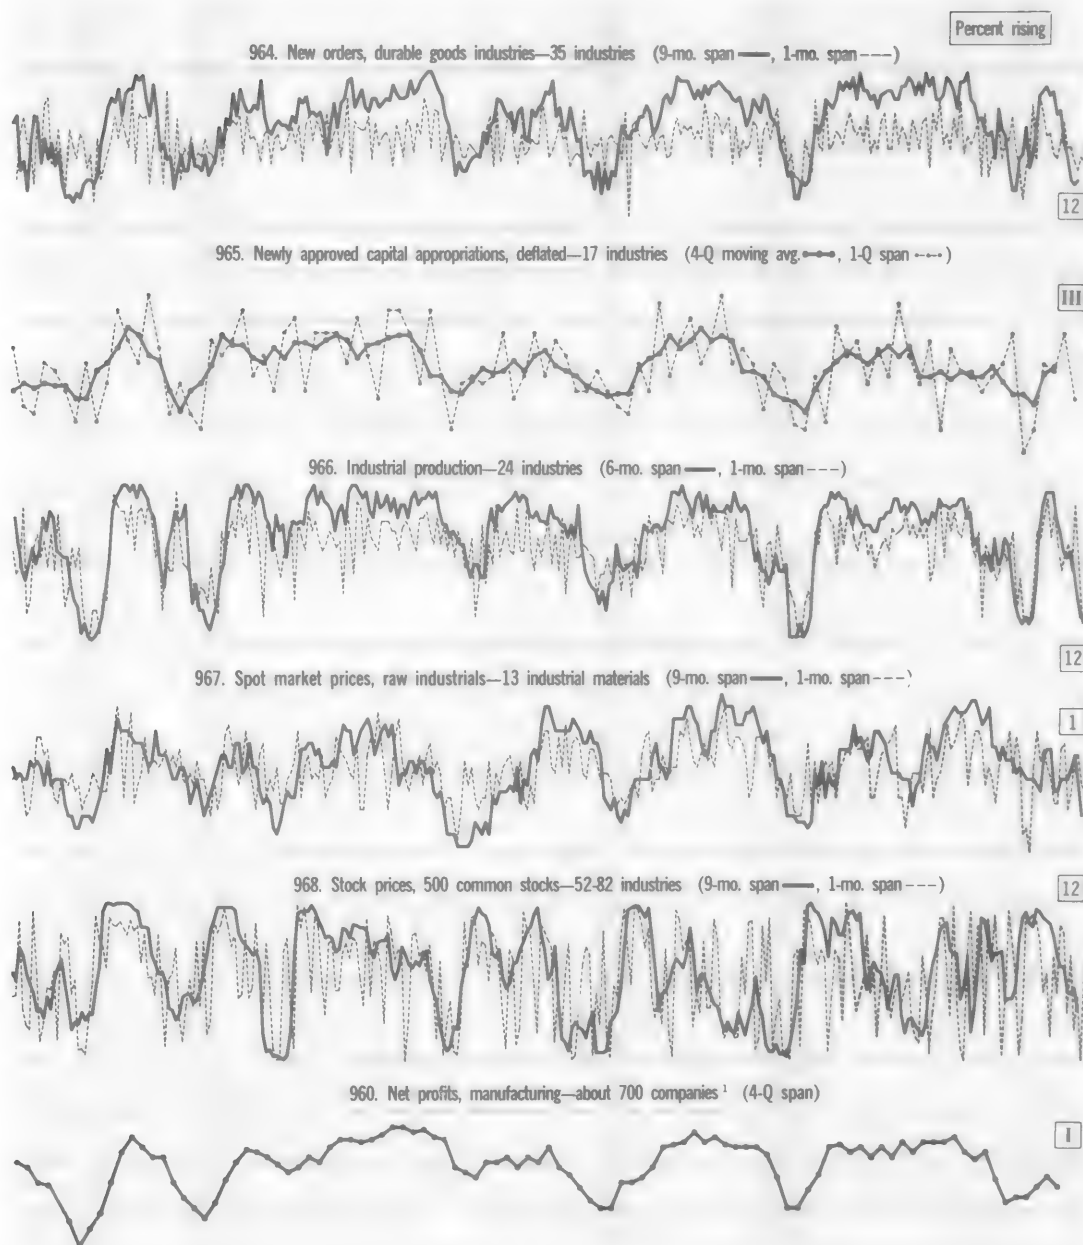 Percent rising
964. New orders, durable goods industries—35 industries (9-mo. span ——, 1-mo. span ----)
12
965. Newly approved capital appropriations, deflated—17 industries (4-Q moving avg. •—•, 1-Q span •--•)
III
966. Industrial production—24 industries (6-mo. span ——, 1-mo. span ----)
12
967. Spot market prices, raw industrials—13 industrial materials (9-mo. span ——, 1-mo. span ----)
1
968. Stock prices, 500 common stocks—52-82 industries (9-mo. span ——, 1-mo. span ----)
12
960. Net profits, manufacturing—about 700 companies ¹ (4-Q span)
I